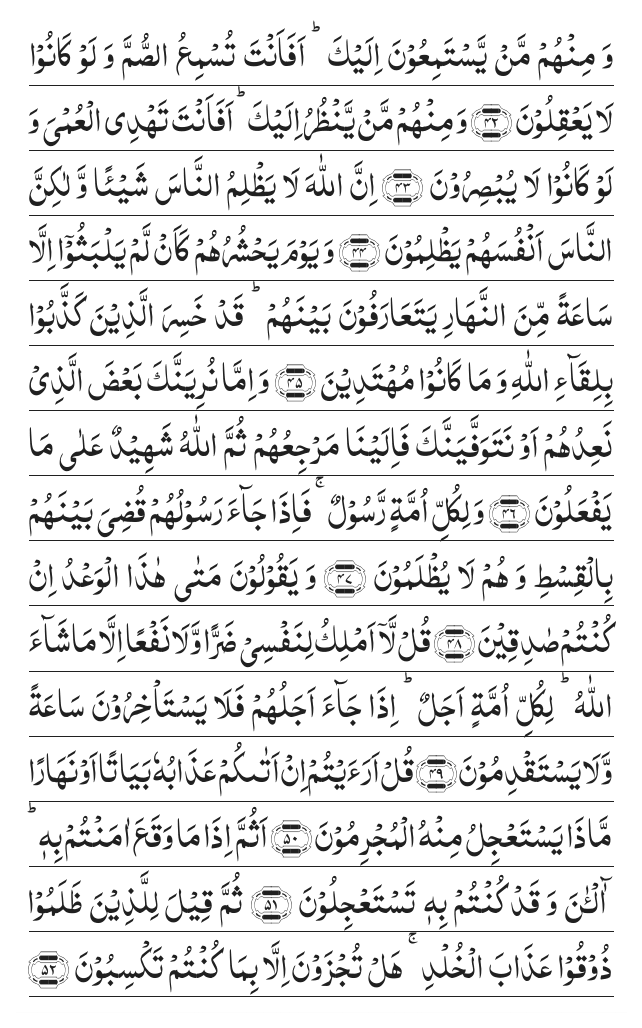 وَ مِنْهُمْ مَّنْ يَّسْتَمِعُوْنَ اِلَيْكَ ؕ اَفَاَنْتَ تُسْمِعُ الصُّمَّ وَ لَوْ كَانُوْا
لَا يَعْقِلُوْنَ ۴۲ وَ مِنْهُمْ مَّنْ يَّنْظُرُ اِلَيْكَ ؕ اَفَاَنْتَ تَهْدِى الْعُمْىَ وَ
لَوْ كَانُوْا لَا يُبْصِرُوْنَ ۴۳ اِنَّ اللّٰهَ لَا يَظْلِمُ النَّاسَ شَيْـًٔا وَّ لٰكِنَّ
النَّاسَ اَنْفُسَهُمْ يَظْلِمُوْنَ ۴۴ وَ يَوْمَ يَحْشُرُهُمْ كَاَنْ لَّمْ يَلْبَثُوْۤا اِلَّا
سَاعَةً مِّنَ النَّهَارِ يَتَعَارَفُوْنَ بَيْنَهُمْ ؕ قَدْ خَسِرَ الَّذِيْنَ كَذَّبُوْا
بِلِقَآءِ اللّٰهِ وَ مَا كَانُوْا مُهْتَدِيْنَ ۴۵ وَ اِمَّا نُرِيَنَّكَ بَعْضَ الَّذِىْ
نَعِدُهُمْ اَوْ نَتَوَفَّيَنَّكَ فَاِلَيْنَا مَرْجِعُهُمْ ثُمَّ اللّٰهُ شَهِيْدٌ عَلٰى مَا
يَفْعَلُوْنَ ۴۶ وَ لِكُلِّ اُمَّةٍ رَّسُوْلٌ ۚ فَاِذَا جَآءَ رَسُوْلُهُمْ قُضِىَ بَيْنَهُمْ
بِالْقِسْطِ وَ هُمْ لَا يُظْلَمُوْنَ ۴۷ وَ يَقُوْلُوْنَ مَتٰى هٰذَا الْوَعْدُ اِنْ
كُنْتُمْ صٰدِقِيْنَ ۴۸ قُلْ لَّاۤ اَمْلِكُ لِنَفْسِىْ ضَرًّا وَّ لَا نَفْعًا اِلَّا مَا شَآءَ
اللّٰهُ ؕ لِكُلِّ اُمَّةٍ اَجَلٌ ؕ اِذَا جَآءَ اَجَلُهُمْ فَلَا يَسْتَاْخِرُوْنَ سَاعَةً
وَّ لَا يَسْتَقْدِمُوْنَ ۴۹ قُلْ اَرَءَيْتُمْ اِنْ اَتٰىكُمْ عَذَابُهٗ بَيَاتًا اَوْ نَهَارًا
مَّاذَا يَسْتَعْجِلُ مِنْهُ الْمُجْرِمُوْنَ ۵۰ اَثُمَّ اِذَا مَا وَقَعَ اٰمَنْتُمْ بِهٖ ؕ
آٰلْـٰٔنَ وَ قَدْ كُنْتُمْ بِهٖ تَسْتَعْجِلُوْنَ ۵۱ ثُمَّ قِيْلَ لِلَّذِيْنَ ظَلَمُوْا
ذُوْقُوْا عَذَابَ الْخُلْدِ ۚ هَلْ تُجْزَوْنَ اِلَّا بِمَا كُنْتُمْ تَكْسِبُوْنَ ۵۲